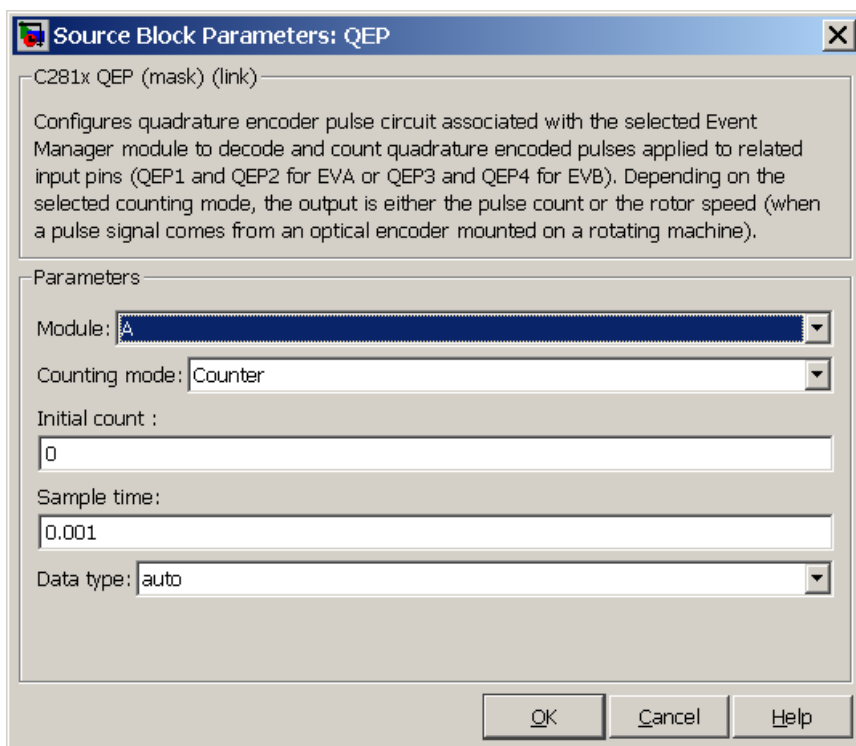 Source Block Parameters: QEP
C281x QEP (mask) (link)
Configures quadrature encoder pulse circuit associated with the selected Event
Manager module to decode and count quadrature encoded pulses applied to related
input pins (QEP1 and QEP2 for EVA or QEP3 and QEP4 for EVB). Depending on the
selected counting mode, the output is either the pulse count or the rotor speed (when
a pulse signal comes from an optical encoder mounted on a rotating machine).
Parameters
Module: A
Counting mode: Counter
Initial count :
0
Sample time:
0.001
Data type: auto
OK Cancel Help